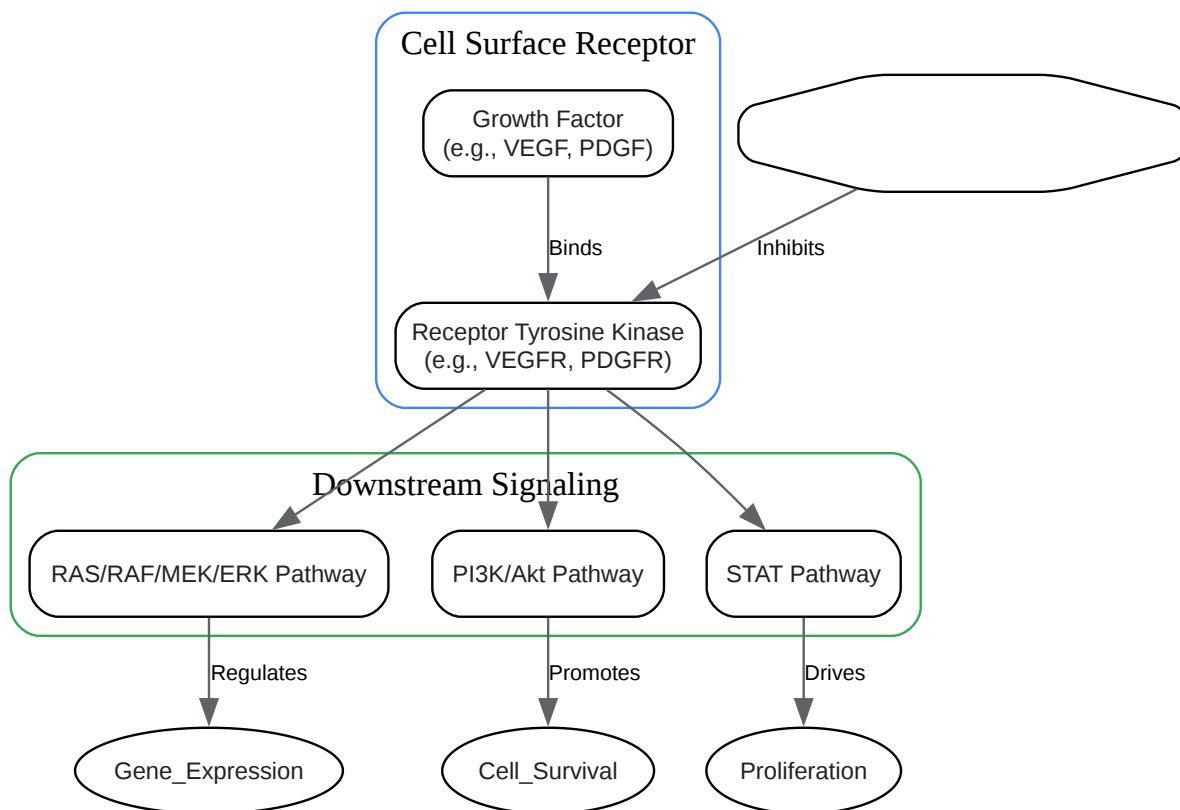 Cell Surface Receptor
Growth Factor
(e.g., VEGF, PDGF)
Binds
Inhibits
Receptor Tyrosine Kinase
(e.g., VEGFR, PDGFR)
Downstream Signaling
RAS/RAF/MEK/ERK Pathway
PI3K/Akt Pathway
STAT Pathway
Regulates
Promotes
Drives
Gene_Expression
Cell_Survival
Proliferation